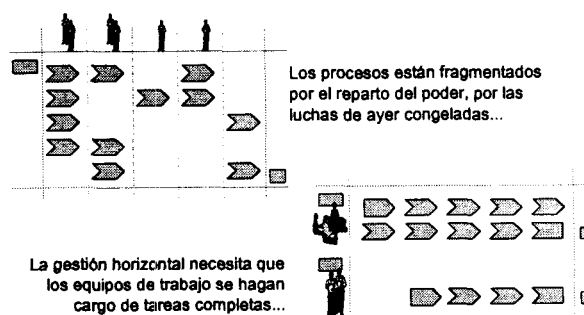 Los procesos están fragmentados
por el reparto del poder, por las
luchas de ayer congeladas...
La gestión horizontal necesita que
los equipos de trabajo se hagan
cargo de tareas completas...